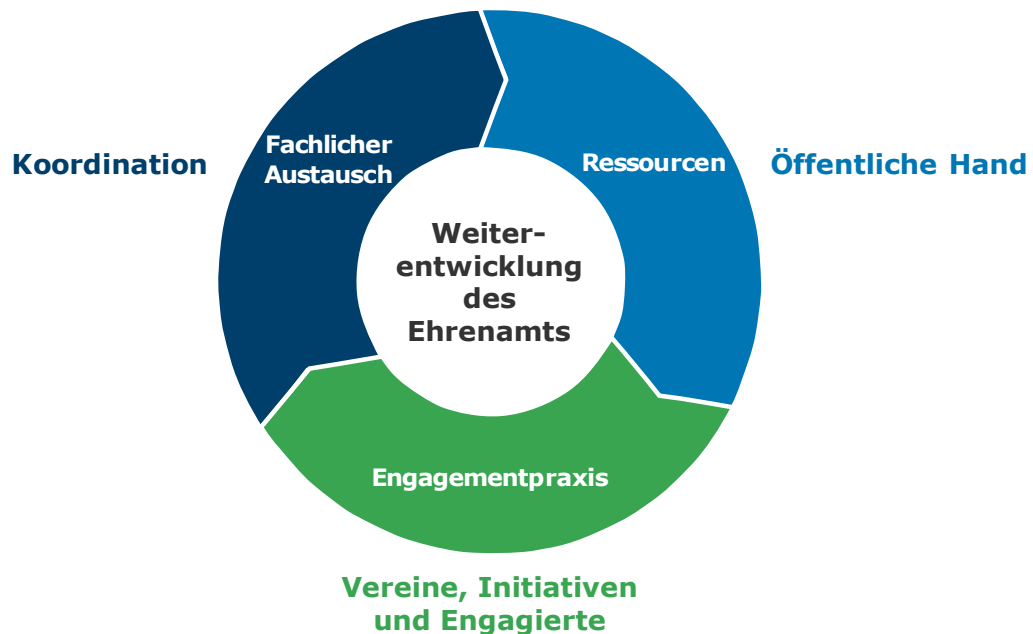 Koordination
Fachlicher
Austausch
Ressourcen
Öffentliche Hand
Weiter-
entwicklung
des
Ehrenamts
Engagementpraxis
Vereine, Initiativen
und Engagierte